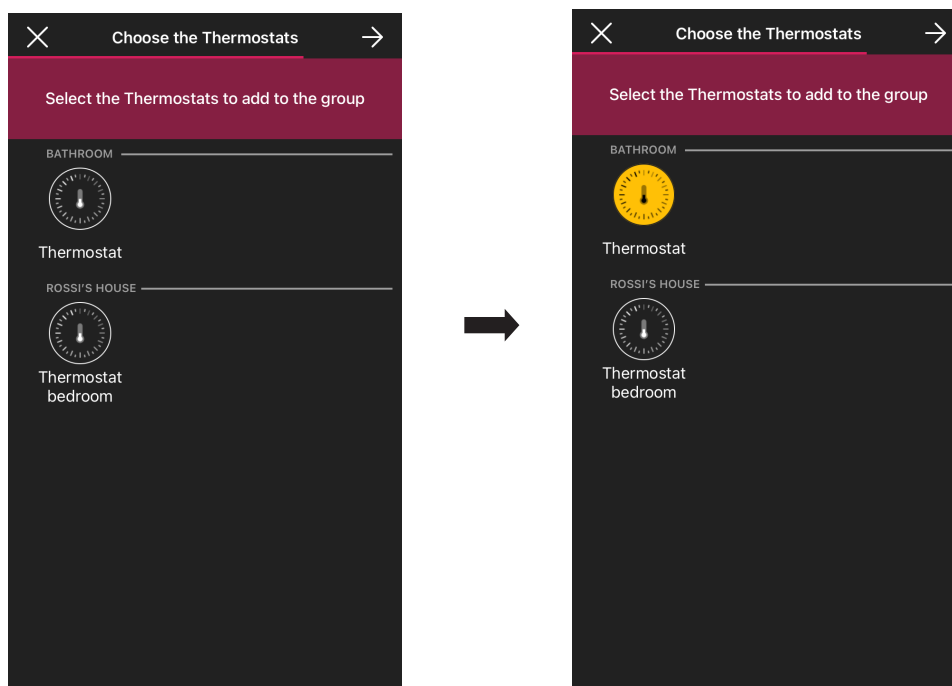 Choose the Thermostats
Select the Thermostats to add to the group
BATHROOM
Thermostat
ROSSI'S HOUSE
Thermostat
bedroom
Choose the Thermostats
Select the Thermostats to add to the group
BATHROOM
Thermostat
ROSSI'S HOUSE
Thermostat
bedroom